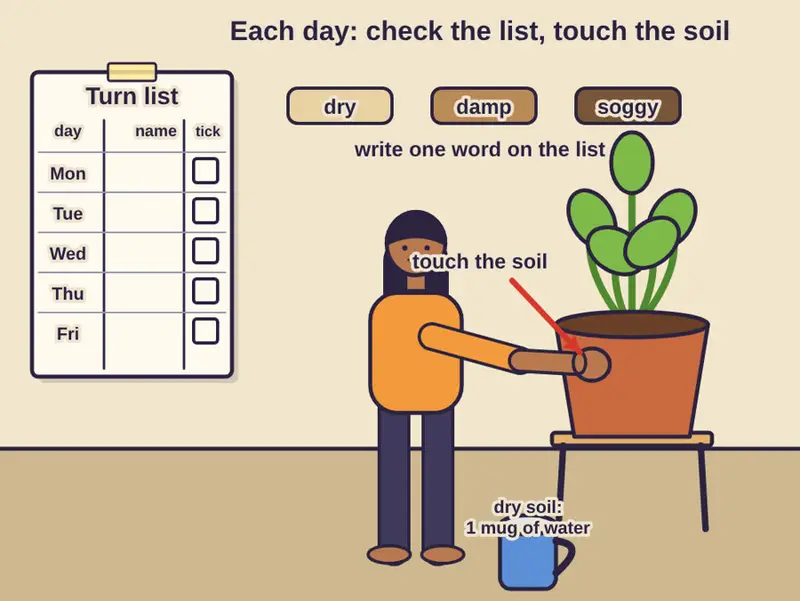 Each day: check the list, touch the soil
Turn list
day name tick
Mon
Tue
Wed
Thu
Fri
dry damp soggy
write one word on the list
touch the soil
dry soil:
1 mug of water